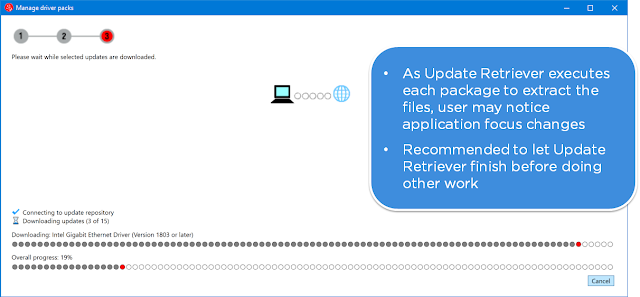 Manage driver packs
1 2 3
Please wait while selected updates are downloaded.
• As Update Retriever executes
each package to extract the
files, user may notice
application focus changes
• Recommended to let Update
Retriever finish before doing
other work
Connecting to update repository
Downloading updates (3 of 15)
Downloading: Intel Gigabit Ethernet Driver (Version 1803 or later)
Overall progress: 19%
Cancel